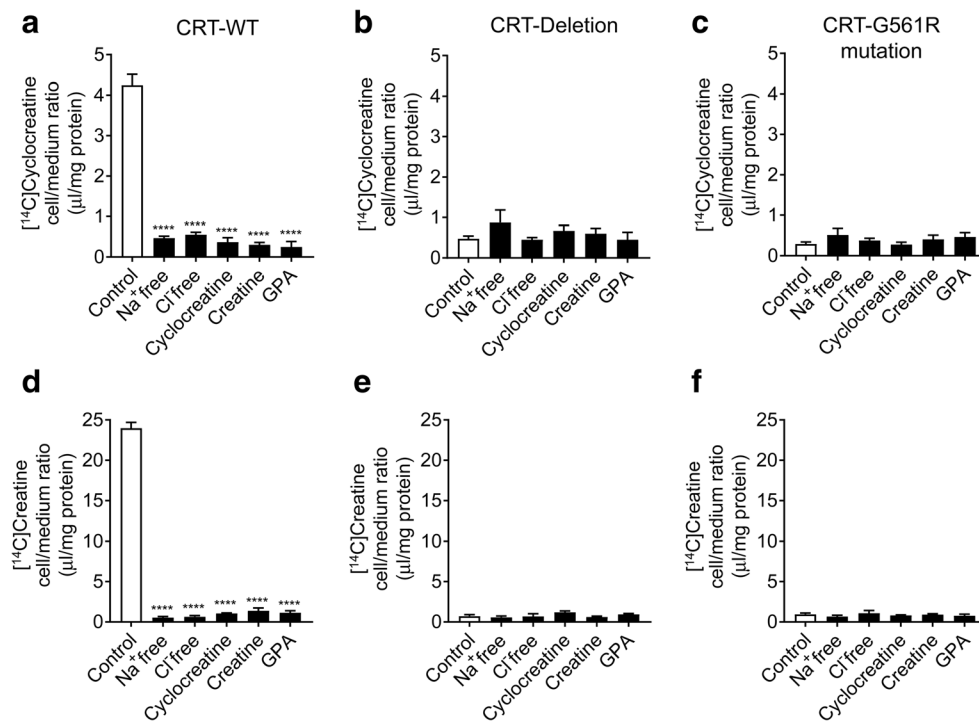 a
CRT-WT
[¹⁴C]Cyclocreatine
cell/medium ratio
(μl/mg protein)
5
4
3
2
1
0
****
****
****
****
****
Control
Na⁺free
Cl⁻free
Cyclocreatine
Creatine
GPA
b
CRT-Deletion
[¹⁴C]Cyclocreatine
cell/medium ratio
(μl/mg protein)
5
4
3
2
1
0
Control
Na⁺free
Cl⁻free
Cyclocreatine
Creatine
GPA
c
CRT-G561R
mutation
[¹⁴C]Cyclocreatine
cell/medium ratio
(μl/mg protein)
5
4
3
2
1
0
Control
Na⁺free
Cl⁻free
Cyclocreatine
Creatine
GPA
d
[¹⁴C]Creatine
cell/medium ratio
(μl/mg protein)
25
20
15
10
5
0
****
****
****
****
****
Control
Na⁺free
Cl⁻free
Cyclocreatine
Creatine
GPA
e
[¹⁴C]Creatine
cell/medium ratio
(μl/mg protein)
25
20
15
10
5
0
Control
Na⁺free
Cl⁻free
Cyclocreatine
Creatine
GPA
f
[¹⁴C]Creatine
cell/medium ratio
(μl/mg protein)
25
20
15
10
5
0
Control
Na⁺free
Cl⁻free
Cyclocreatine
Creatine
GPA